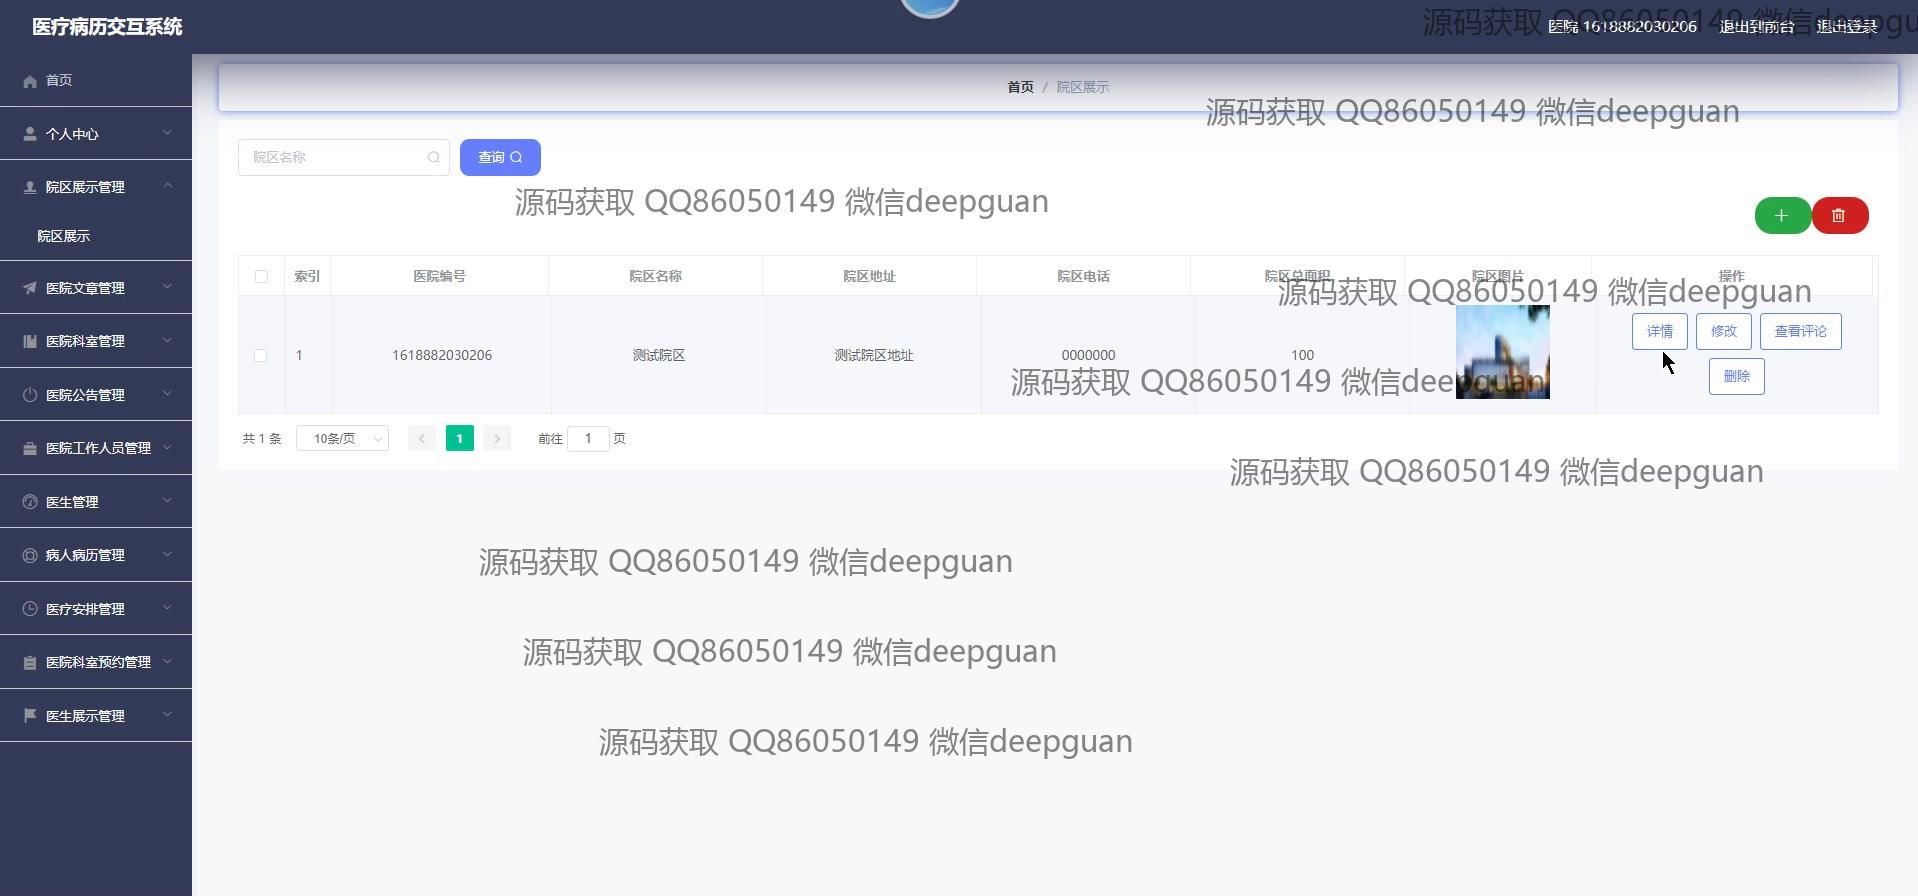 医疗病历交互系统
源码获取 QQ86050149 微信deepgu
医院 1618882030206 退出到前台 退出登录
首页
个人中心
院区展示管理
院区展示
医院文章管理
医院科室管理
医院公告管理
医院工作人员管理
医生管理
病人病历管理
医疗安排管理
医院科室预约管理
医生展示管理
首页 / 院区展示
源码获取 QQ86050149 微信deepguan
院区名称 查询
源码获取 QQ86050149 微信deepguan
索引 医院编号 院区名称 院区地址 院区电话 院区总面积 院区图片 操作
源码获取 QQ86050149 微信deepguan
1 1618882030206 测试院区 测试院区地址 0000000 100 详情 修改 查看评论
删除
源码获取 QQ86050149 微信deepguan
共 1 条 10条/页 1 前往 1 页
源码获取 QQ86050149 微信deepguan
源码获取 QQ86050149 微信deepguan
源码获取 QQ86050149 微信deepguan
源码获取 QQ86050149 微信deepguan